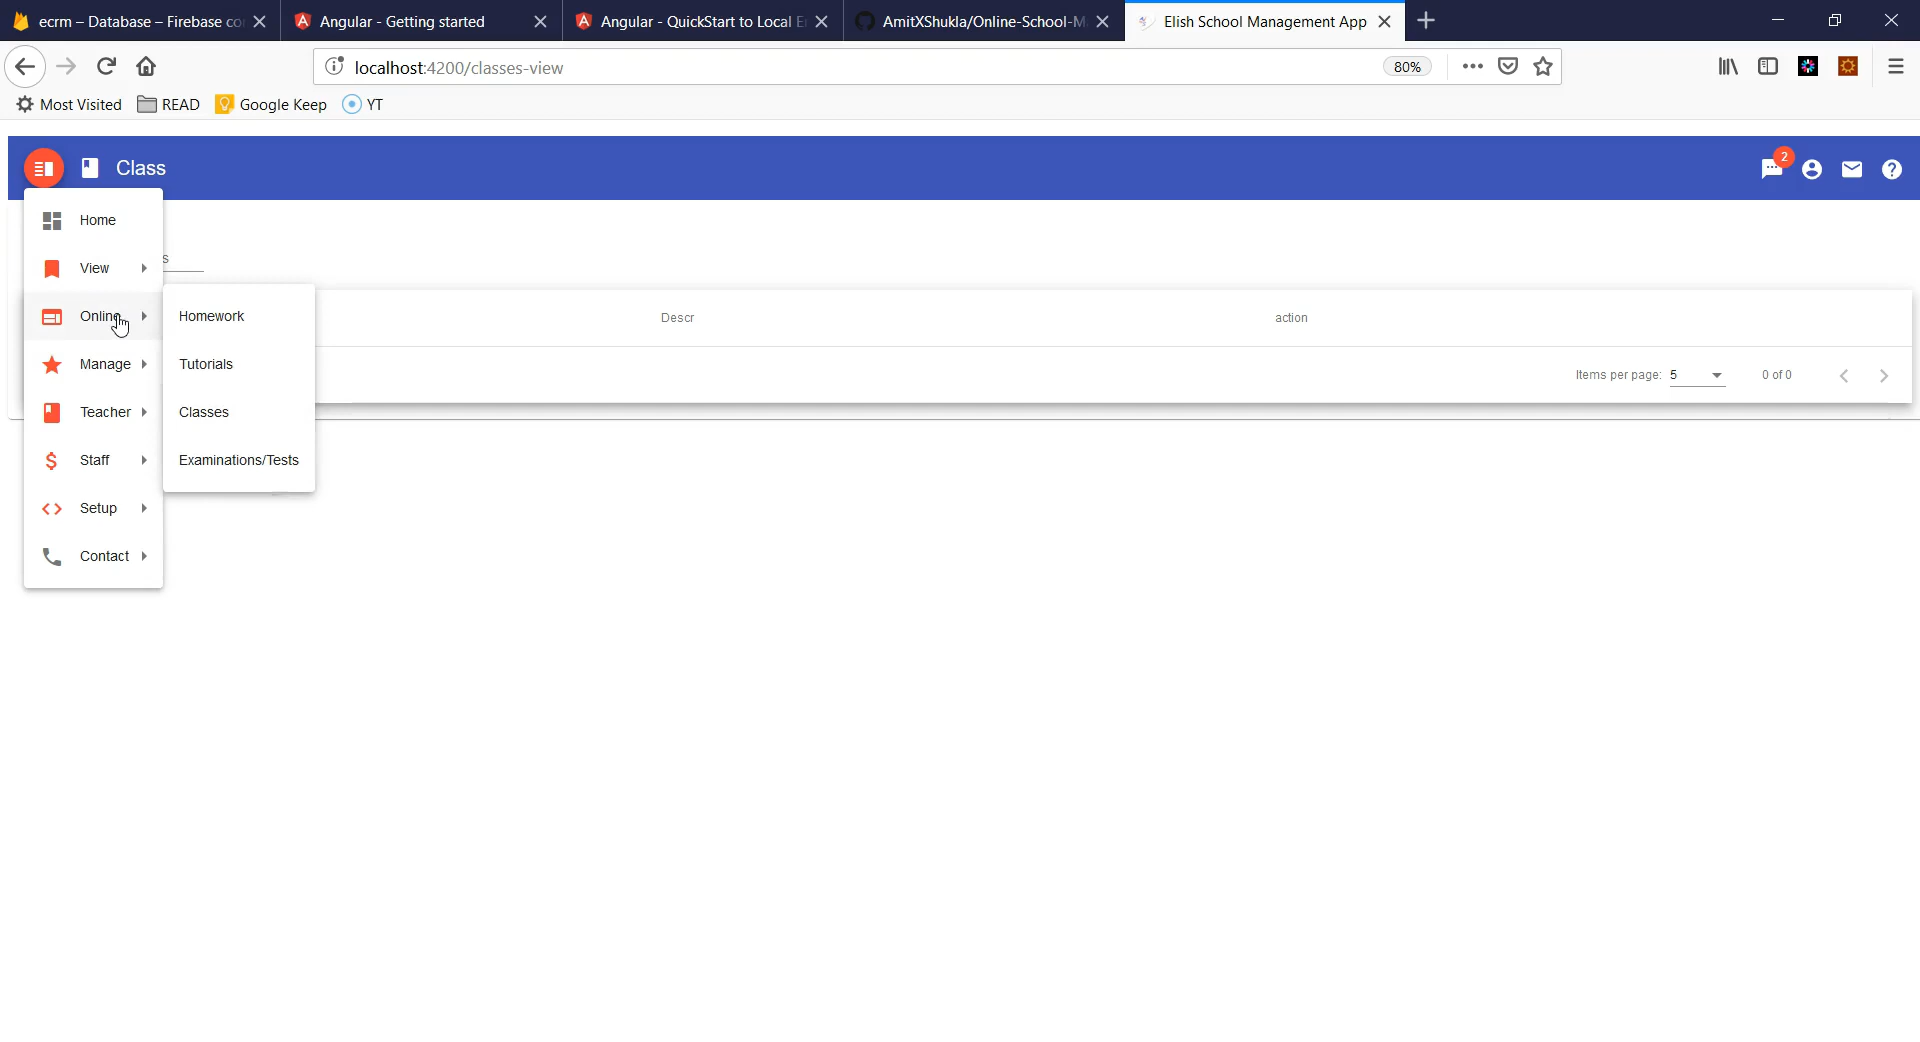 ecrm – Database – Firebase co
Angular - Getting started
Angular - QuickStart to Local E
AmitXShukla/Online-School-M
Elish School Management App
localhost:4200/classes-view
80%
Most Visited
READ
Google Keep
YT
Class
2
Home
View
s
Online
Homework
Descr
action
Manage
Tutorials
Items per page: 5
0 of 0
Teacher
Classes
Staff
Examinations/Tests
Setup
Contact